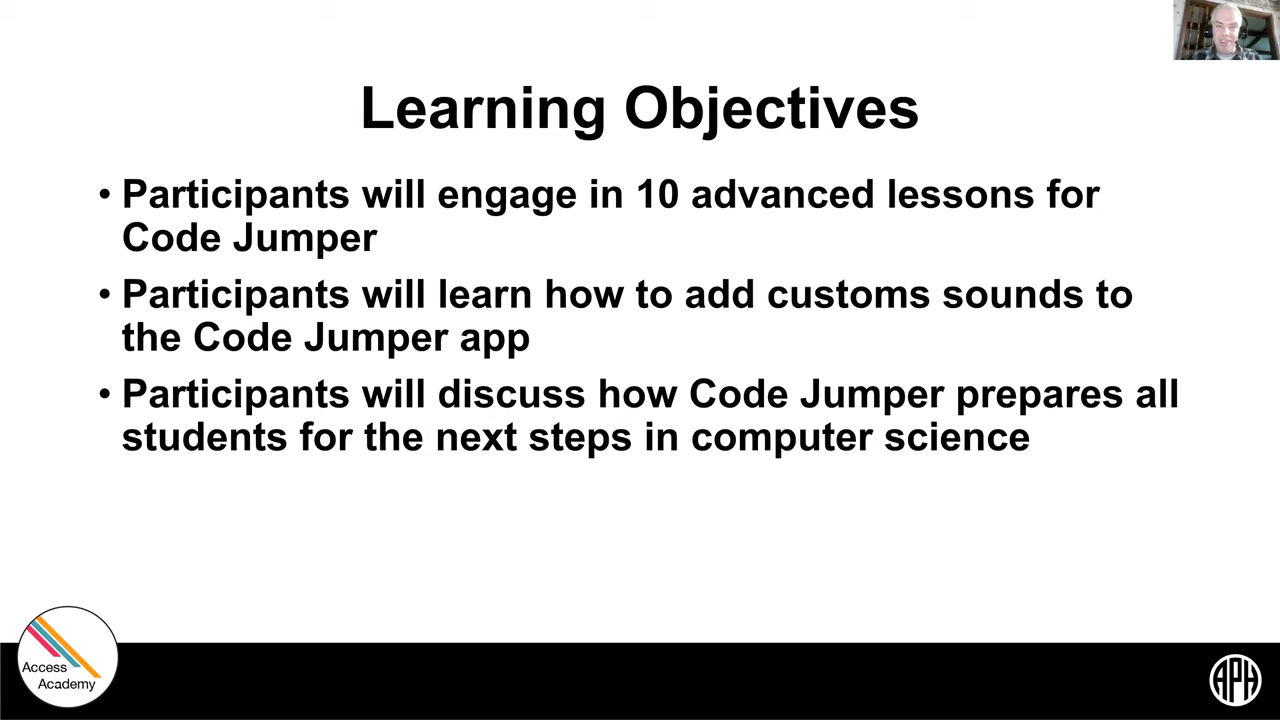 Learning Objectives
• Participants will engage in 10 advanced lessons for
Code Jumper
• Participants will learn how to add customs sounds to
the Code Jumper app
• Participants will discuss how Code Jumper prepares all
students for the next steps in computer science
Access
Academy
APH